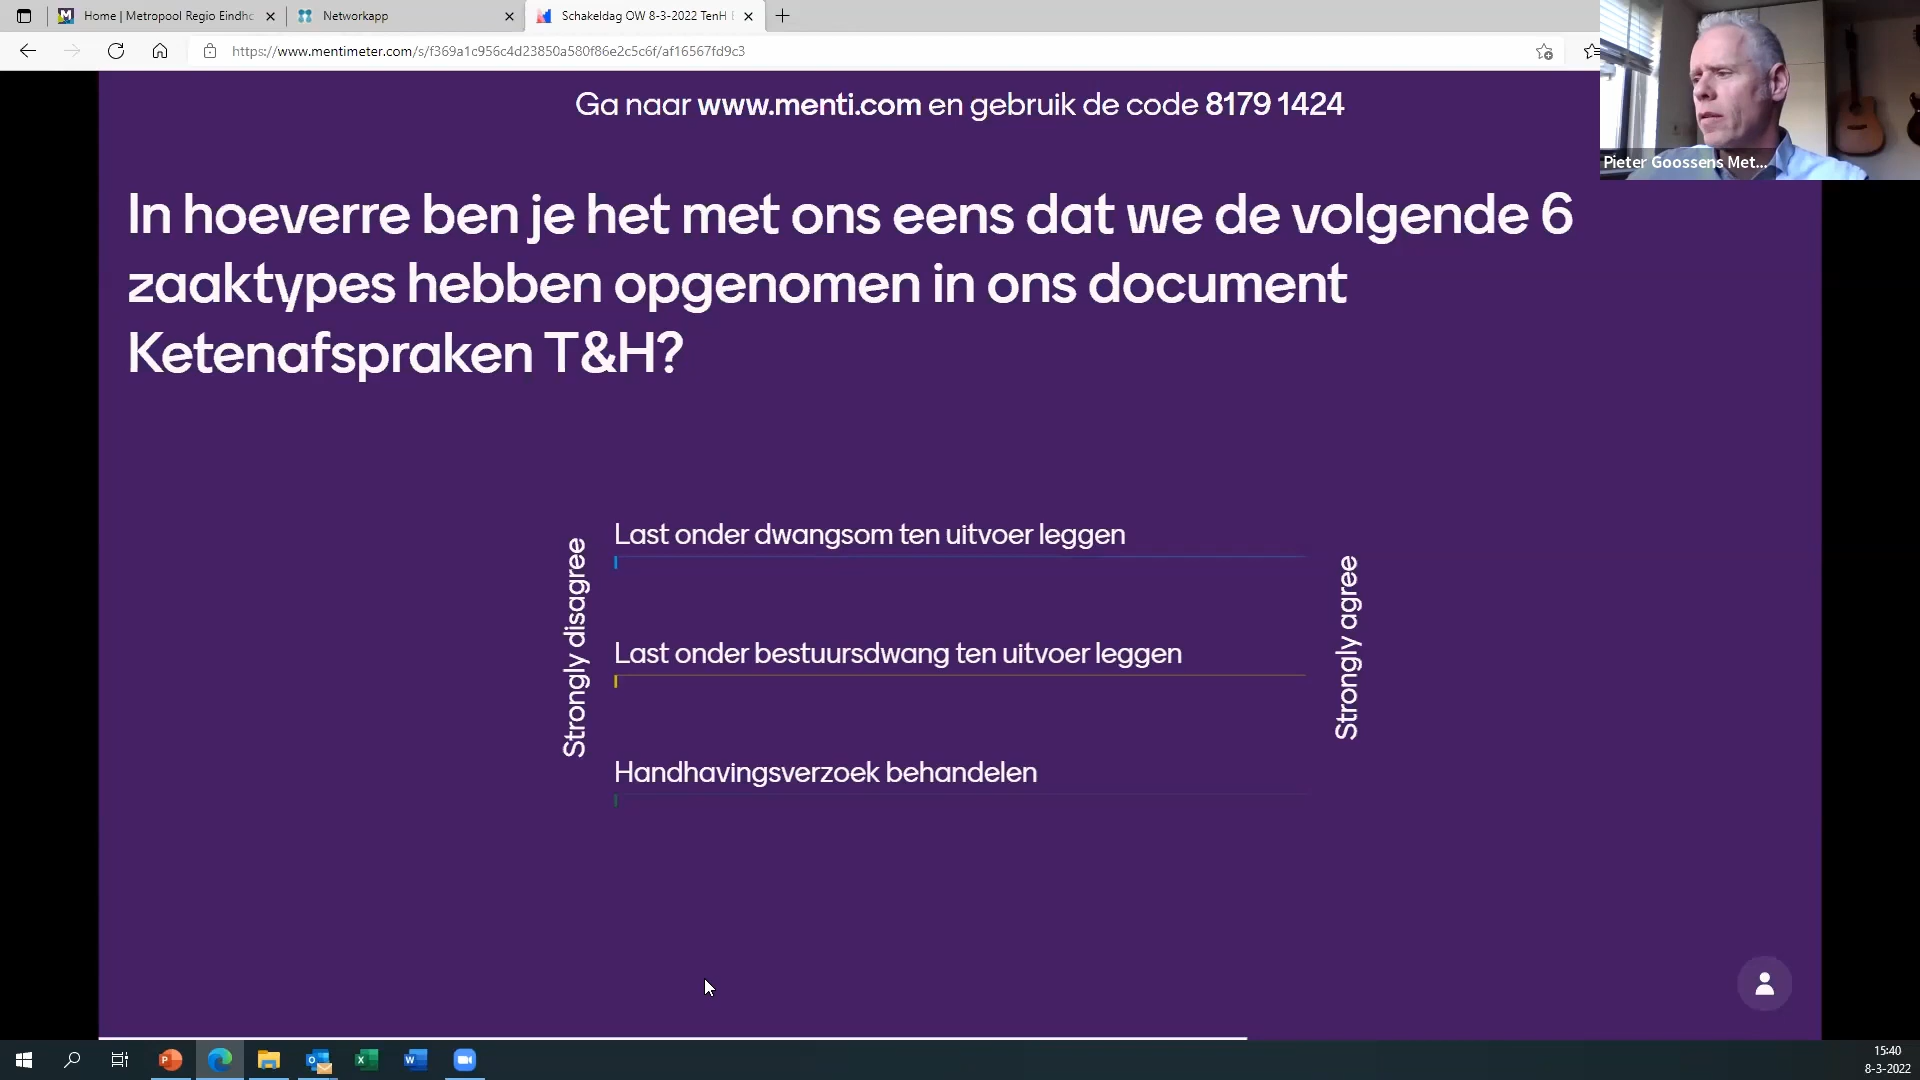 Home | Metropool Regio Eindhc
Networkapp
Schakeldag OW 8-3-2022 TenH E
https://www.mentimeter.com/s/f369a1c956c4d23850a580f86e2c5c6f/af16567fd9c3
Pieter Goossens Met...
Ga naar www.menti.com en gebruik de code 8179 1424
In hoeverre ben je het met ons eens dat we de volgende 6
zaaktypes hebben opgenomen in ons document
Ketenafspraken T&H?
Strongly disagree
Last onder dwangsom ten uitvoer leggen
Last onder bestuursdwang ten uitvoer leggen
Handhavingsverzoek behandelen
Strongly agree
15:40
8-3-2022